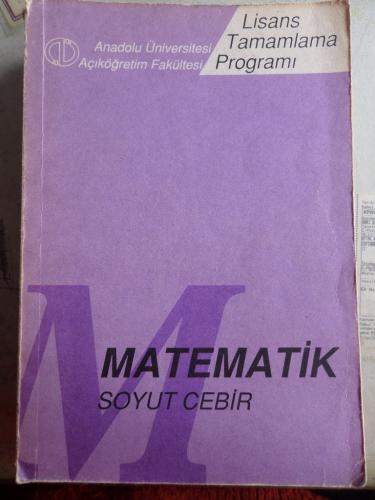 Anadolu Üniversitesi
Açıköğretim Fakültesi
Lisans
Tamamlama
Programı
M
MATEMATİK
SOYUT CEBİR